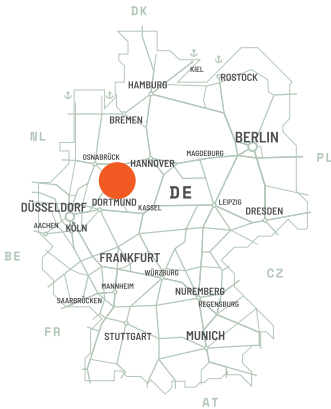 DK
KIEL
ROSTOCK
HAMBURG
BREMEN
NL
BERLIN
OSNABRÜCK
HANNOVER
MAGDEBURG
PL
DE
DÜSSELDORF
DORTMUND
KASSEL
LEIPZIG
DRESDEN
AACHEN
KÖLN
BE
FRANKFURT
WÜRZBURG
CZ
MANNHEIM
NUREMBERG
SAARBRÜCKEN
REGENSBURG
FR
STUTTGART
MUNICH
AT